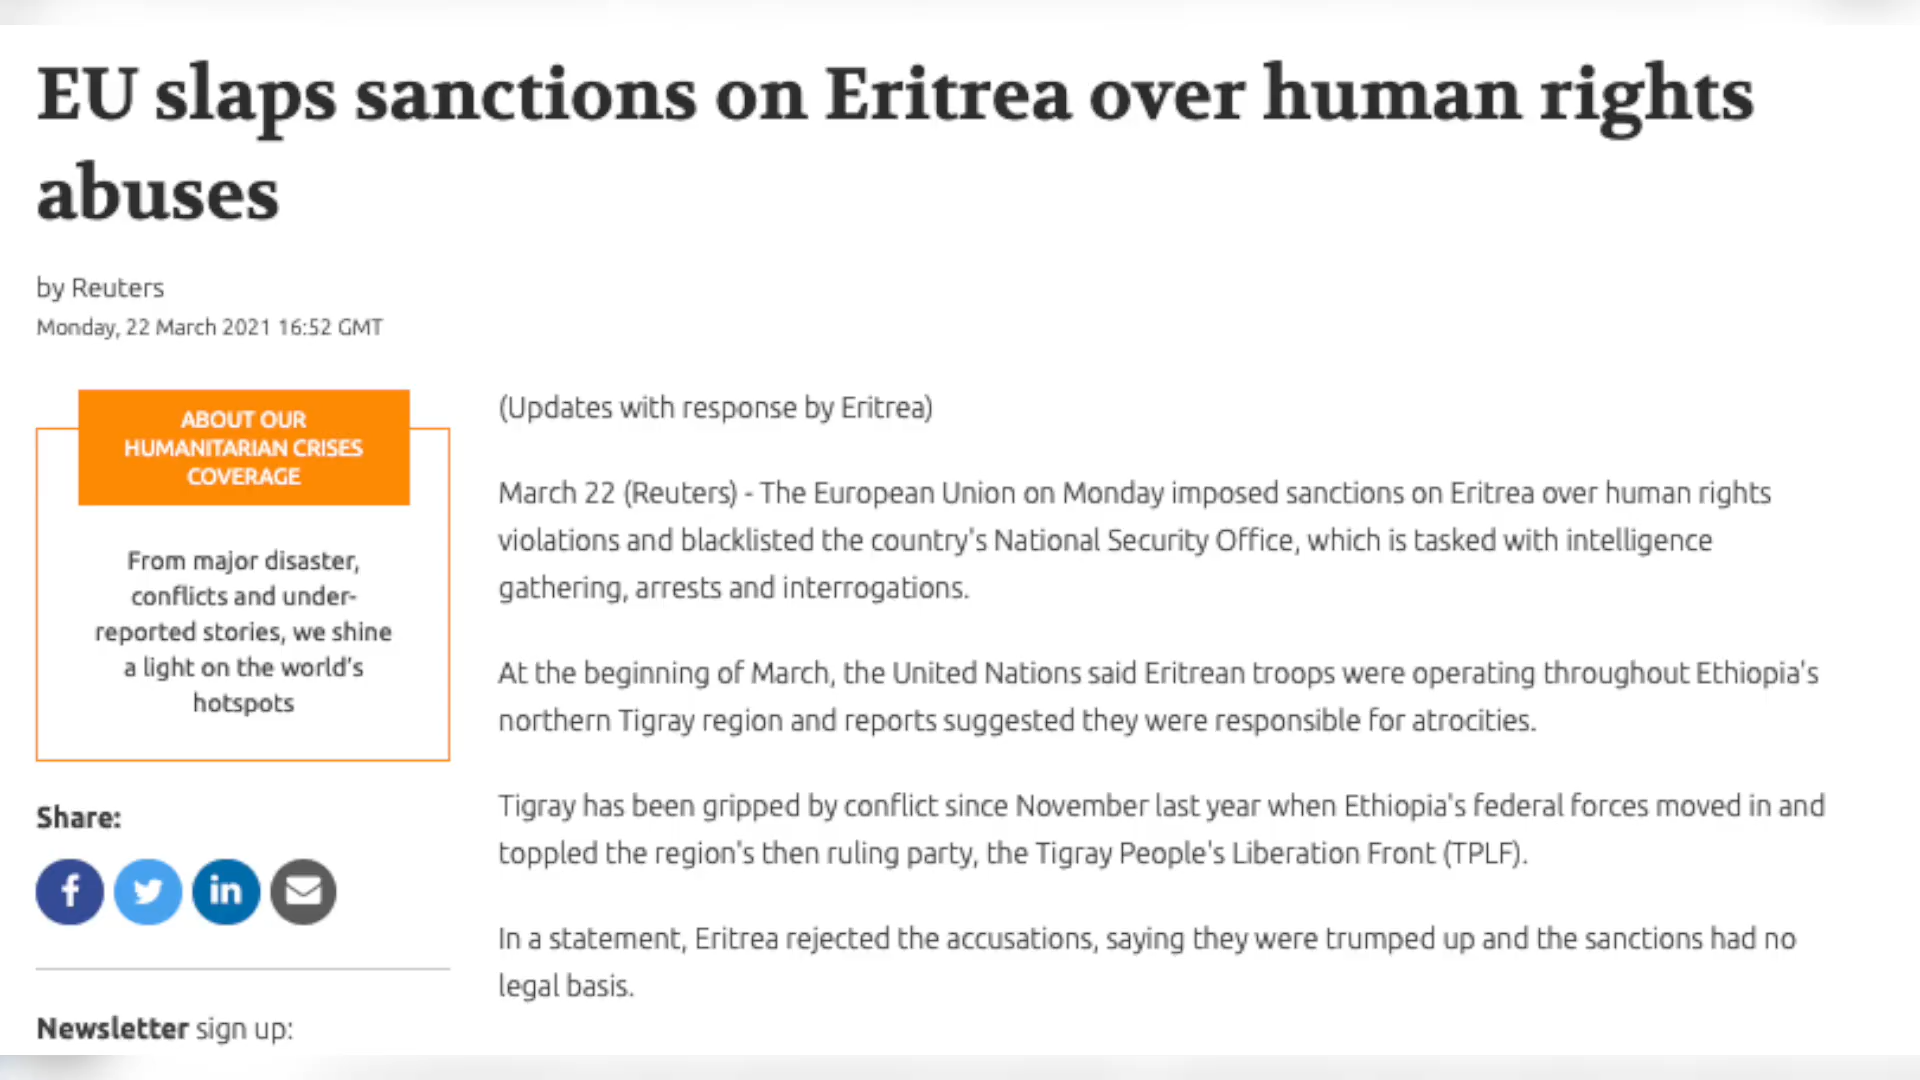 EU slaps sanctions on Eritrea over human rights
abuses
by Reuters
Monday, 22 March 2021 16:52 GMT
ABOUT OUR
HUMANITARIAN CRISES
COVERAGE
From major disaster,
conflicts and under-
reported stories, we shine
a light on the world's
hotspots
Share:
f
in
Newsletter sign up:
(Updates with response by Eritrea)
March 22 (Reuters) - The European Union on Monday imposed sanctions on Eritrea over human rights
violations and blacklisted the country's National Security Office, which is tasked with intelligence
gathering, arrests and interrogations.
At the beginning of March, the United Nations said Eritrean troops were operating throughout Ethiopia's
northern Tigray region and reports suggested they were responsible for atrocities.
Tigray has been gripped by conflict since November last year when Ethiopia's federal forces moved in and
toppled the region's then ruling party, the Tigray People's Liberation Front (TPLF).
In a statement, Eritrea rejected the accusations, saying they were trumped up and the sanctions had no
legal basis.